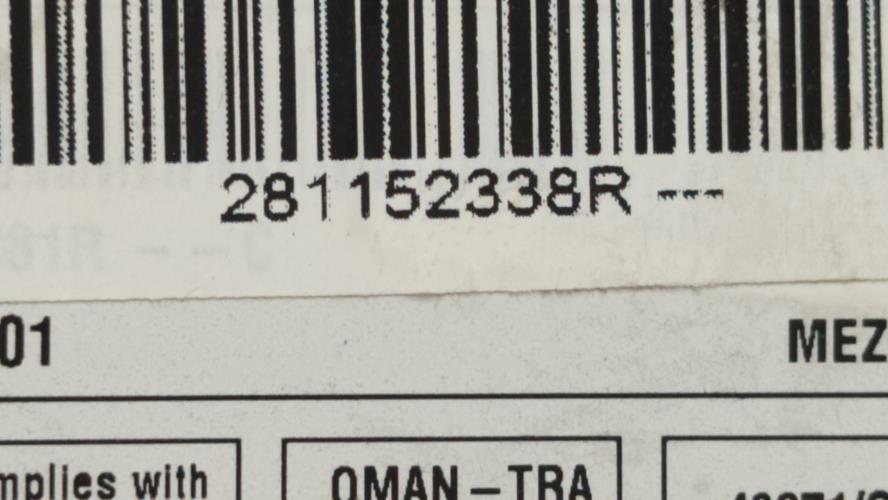 281152338R ---
01 MEZ
mplies with OMAN – TRA